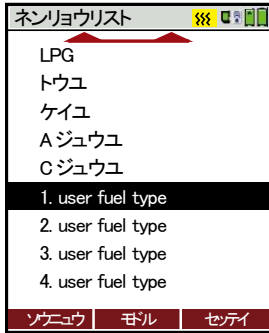 ネンリョウリスト
LPG
トウユ
ケイユ
A ジュウユ
C ジュウユ
1. user fuel type
2. user fuel type
3. user fuel type
4. user fuel type
ソウニュウ モドル セッテイ